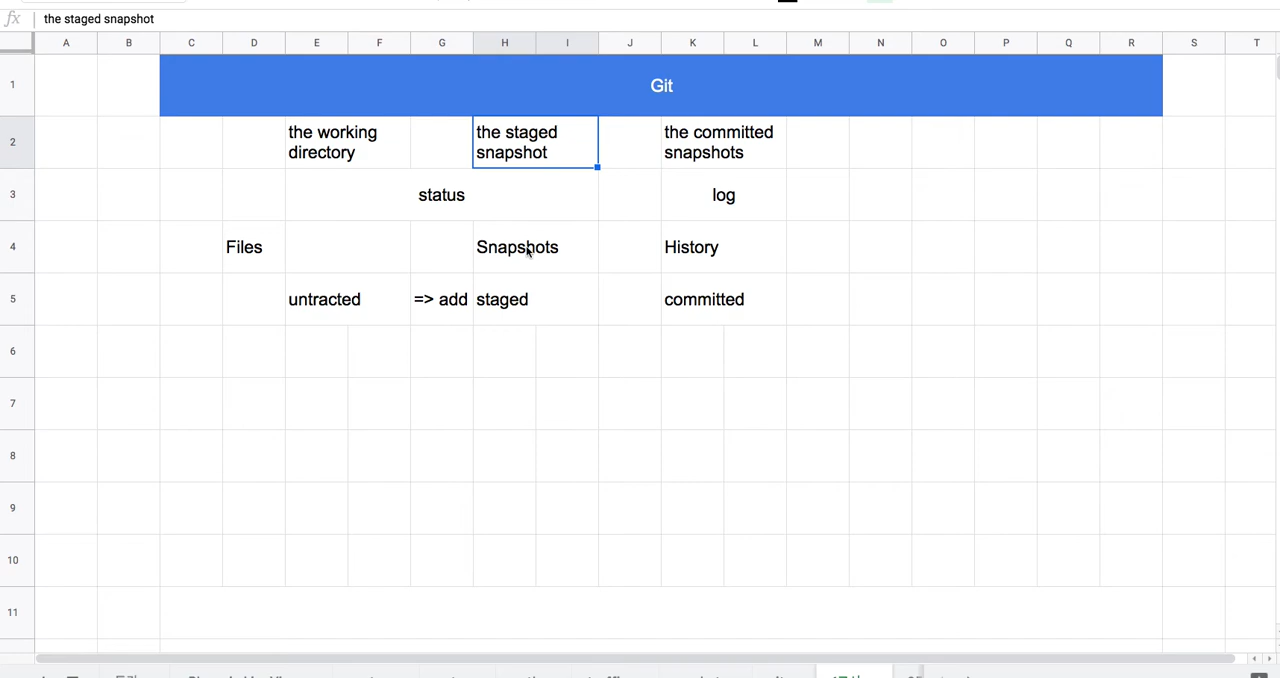 fx the staged snapshot
A B C D E F G H I J K L M N O P Q R S T
1 Git
2 the working directory the staged snapshot the committed snapshots
3 status log
4 Files Snapshots History
5 untracted => add staged committed
6
7
8
9
10
11